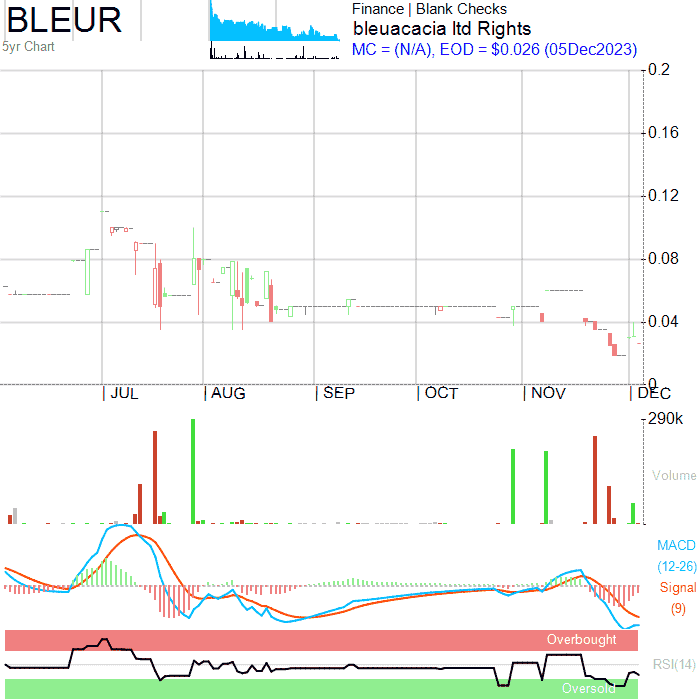 BLEUR
5yr Chart
Finance | Blank Checks
bleuacacia ltd Rights
MC = (N/A), EOD = $0.026 (05Dec2023)
0.2
0.16
0.12
0.08
0.04
0
| JUL | AUG | SEP | OCT | NOV | DEC
290k
Volume
MACD
(12-26)
Signal
(9)
Overbought
RSI(14)
Oversold